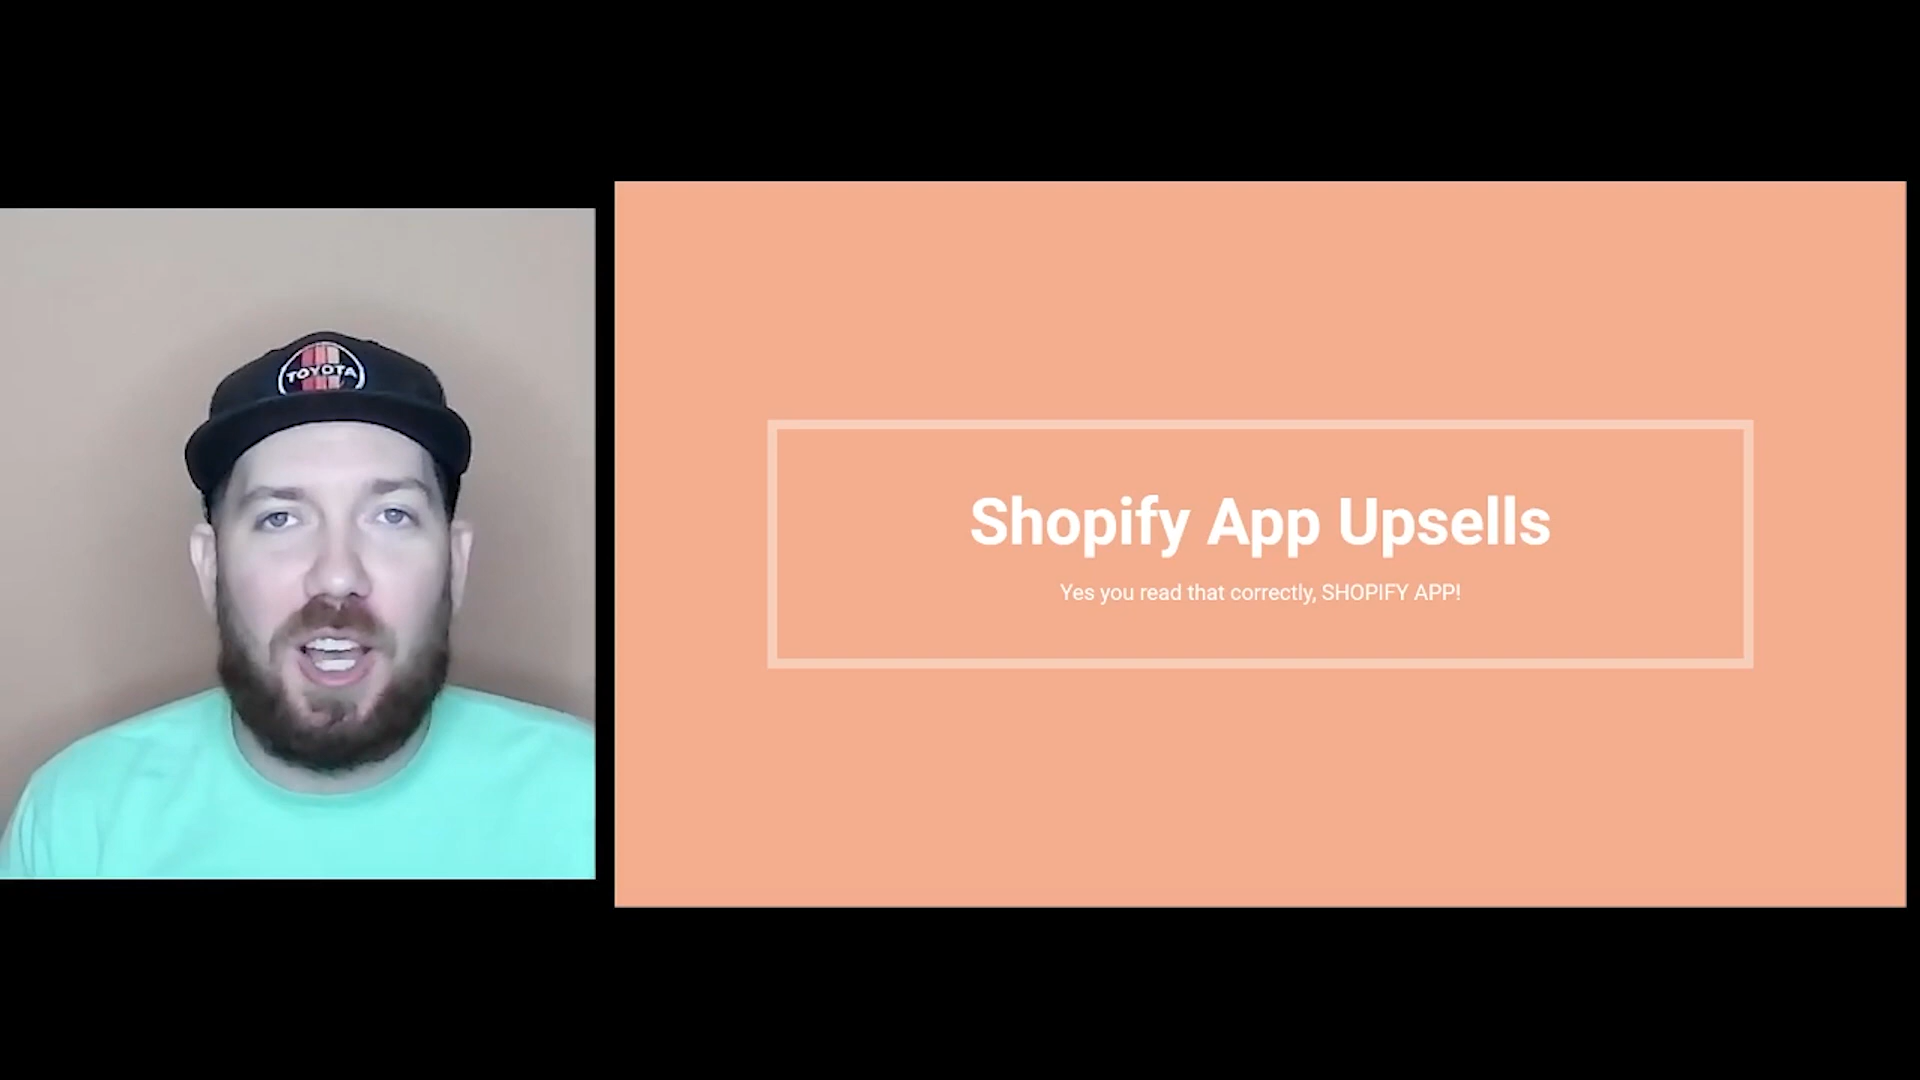 TOYOTA
Shopify App Upsells
Yes you read that correctly, SHOPIFY APP!